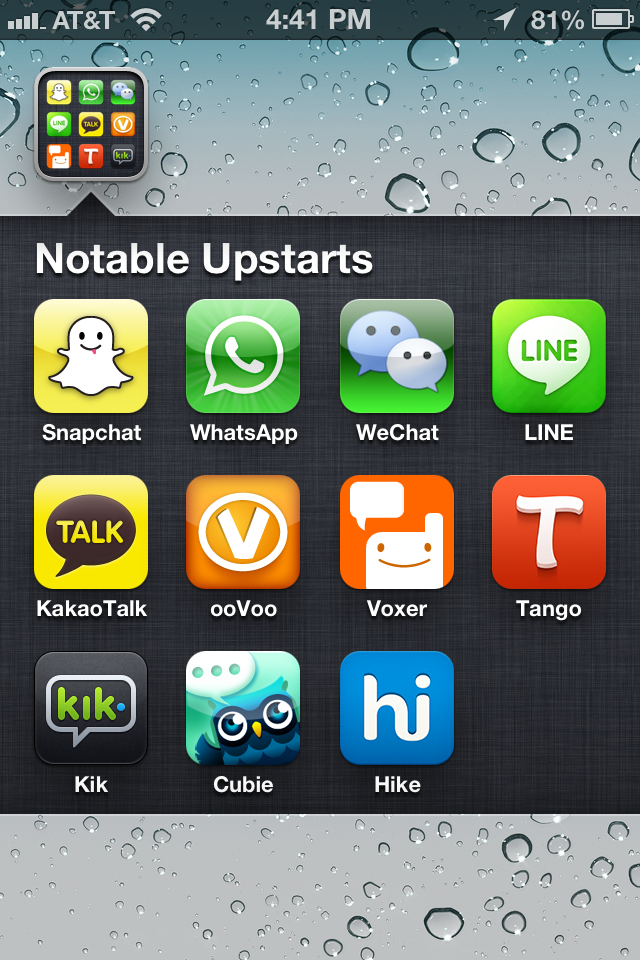 AT&T 4:41 PM 81%
LINE TALK V
T kik
Notable Upstarts
LINE
Snapchat WhatsApp WeChat LINE
TALK V T
KakaoTalk ooVoo Voxer Tango
kik hi
Kik Cubie Hike